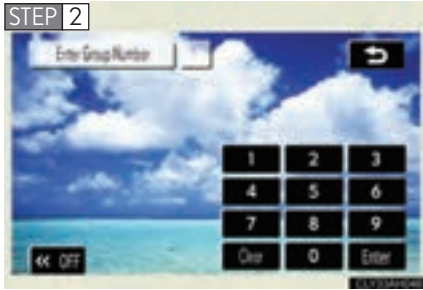 STEP 2
Enter Group Number
1 2 3
4 5 6
7 8 9
Clear 0 Enter
« OFF